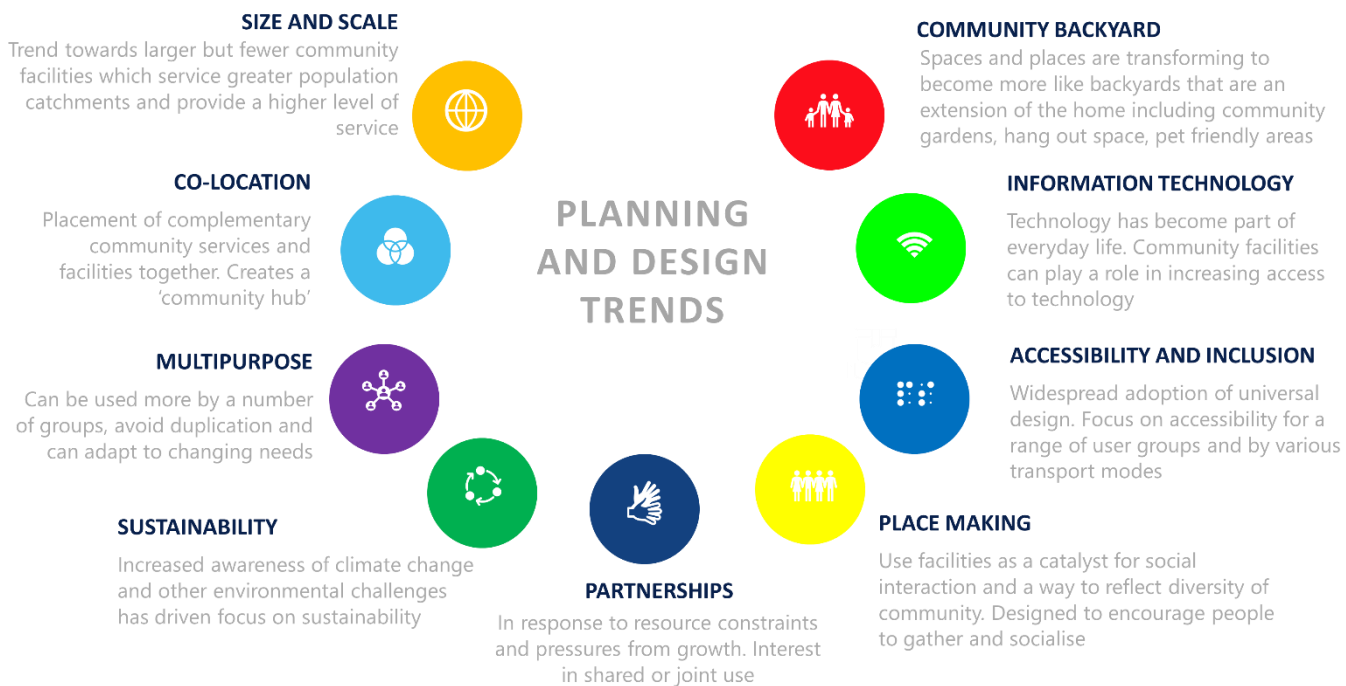 SIZE AND SCALE
Trend towards larger but fewer community
facilities which service greater population
catchments and provide a higher level of
service
CO-LOCATION
Placement of complementary
community services and
facilities together. Creates a
‘community hub’
MULTIPURPOSE
Can be used more by a number
of groups, avoid duplication and
can adapt to changing needs
SUSTAINABILITY
Increased awareness of climate change
and other environmental challenges
has driven focus on sustainability
PLANNING
AND DESIGN
TRENDS
PARTNERSHIPS
In response to resource constraints
and pressures from growth. Interest
in shared or joint use
COMMUNITY BACKYARD
Spaces and places are transforming to
become more like backyards that are an
extension of the home including community
gardens, hang out space, pet friendly areas
INFORMATION TECHNOLOGY
Technology has become part of
everyday life. Community facilities
can play a role in increasing access
to technology
ACCESSIBILITY AND INCLUSION
Widespread adoption of universal
design. Focus on accessibility for a
range of user groups and by various
transport modes
PLACE MAKING
Use facilities as a catalyst for social
interaction and a way to reflect diversity of
community. Designed to encourage people
to gather and socialise